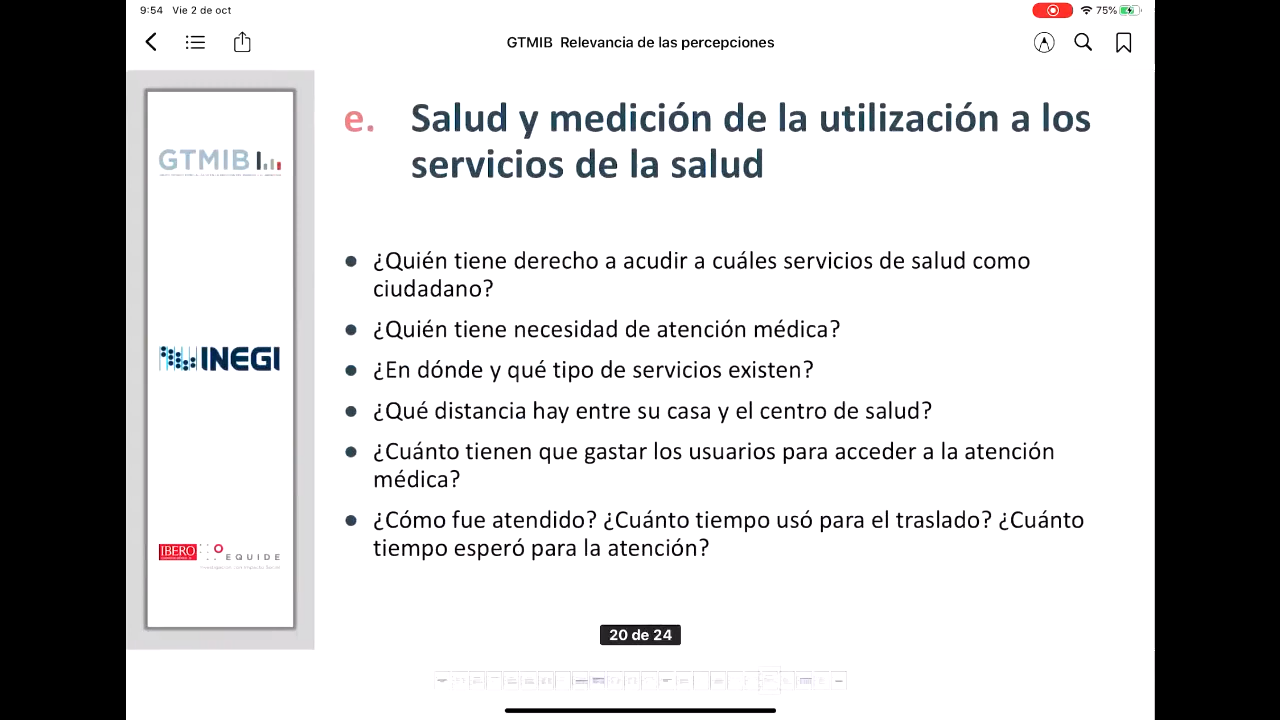 9:54 Vie 2 de oct
75%
GTMIB Relevancia de las percepciones
GTMIB
INEGI
IBERO
EQUIDE
e. Salud y medición de la utilización a los
servicios de la salud
● ¿Quién tiene derecho a acudir a cuáles servicios de salud como
ciudadano?
● ¿Quién tiene necesidad de atención médica?
● ¿En dónde y qué tipo de servicios existen?
● ¿Qué distancia hay entre su casa y el centro de salud?
● ¿Cuánto tienen que gastar los usuarios para acceder a la atención
médica?
● ¿Cómo fue atendido? ¿Cuánto tiempo usó para el traslado? ¿Cuánto
tiempo esperó para la atención?
20 de 24